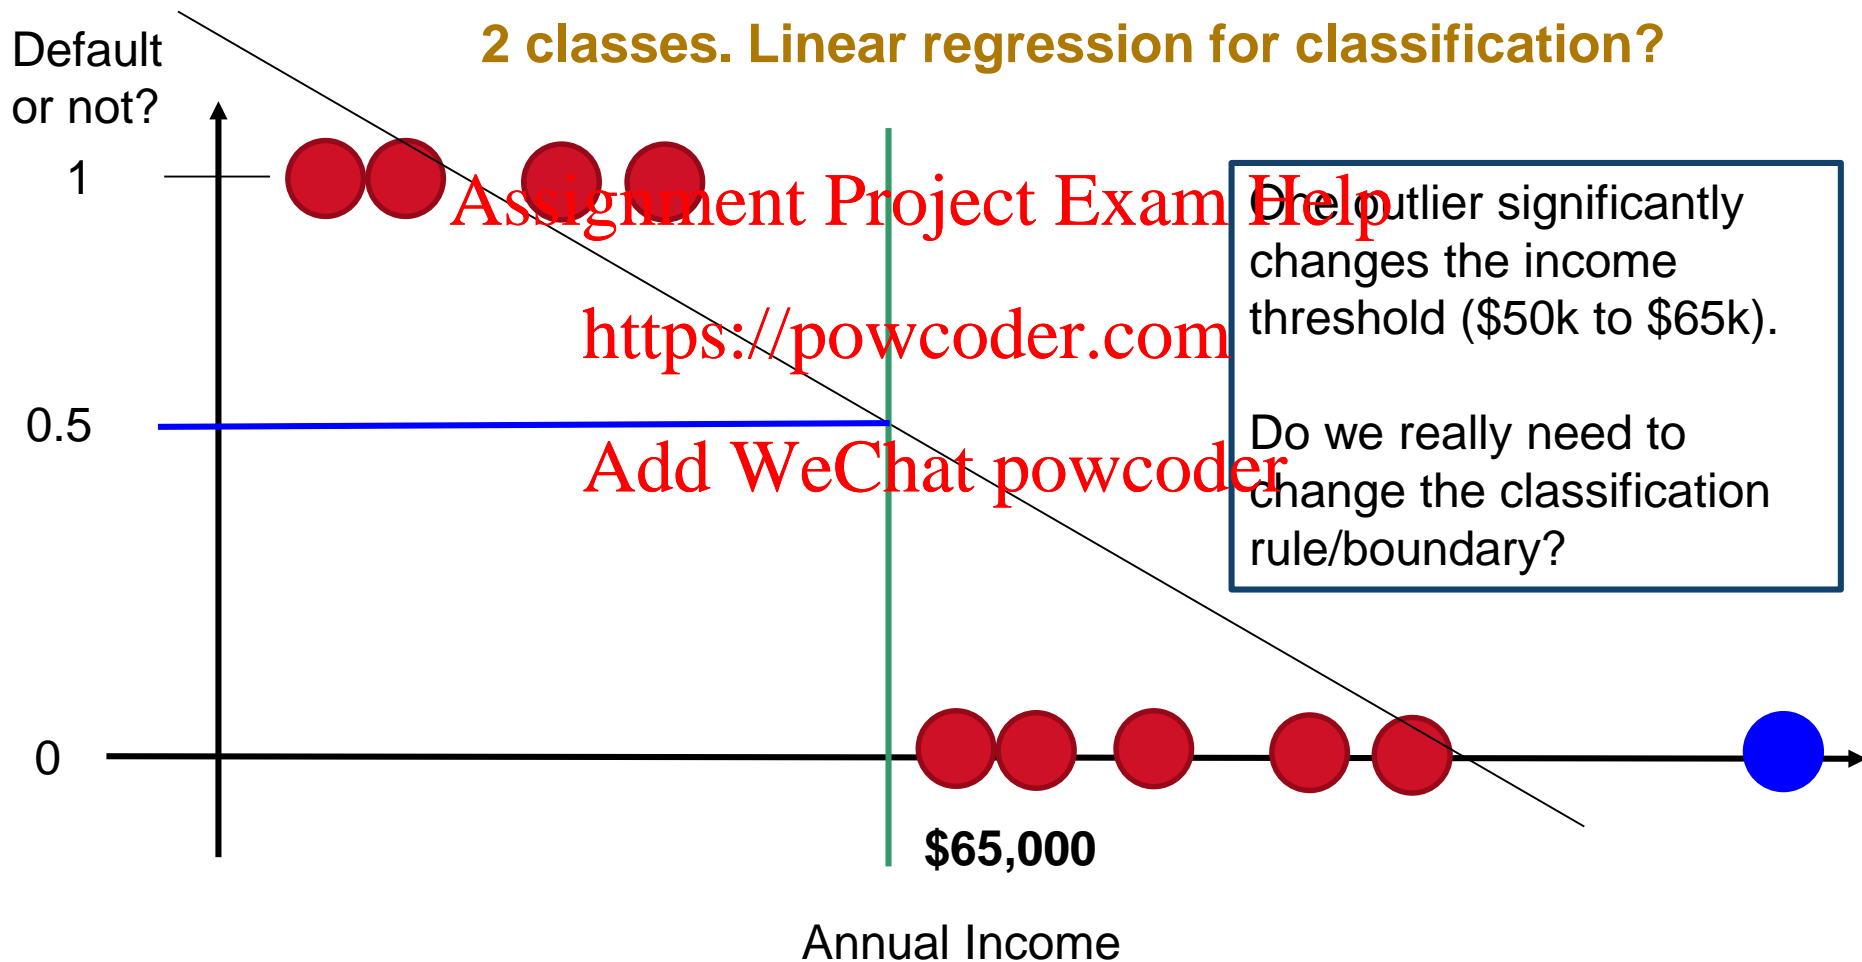 2 classes. Linear regression for classification?
Default
or not?
1
Assignment Project Exam Help
One outlier significantly
changes the income
threshold ($50k to $65k).
https://powcoder.com
0.5
Do we really need to
change the classification
rule/boundary?
Add WeChat powcoder
0
$65,000
Annual Income